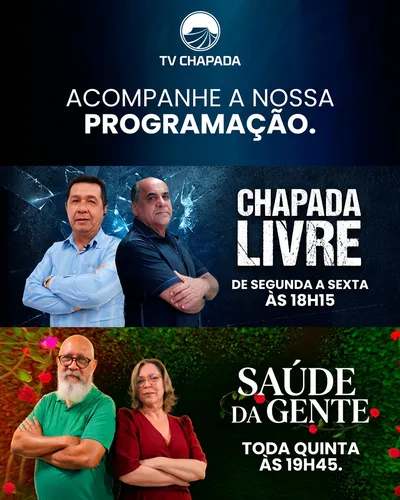 TV CHAPADA
ACOMPANHE A NOSSA
PROGRAMAÇÃO.
CHAPADA
LIVRE
DE SEGUNDA A SEXTA
ÀS 18H15
SAÚDE
DA GENTE
TODA QUINTA
ÀS 19H45.